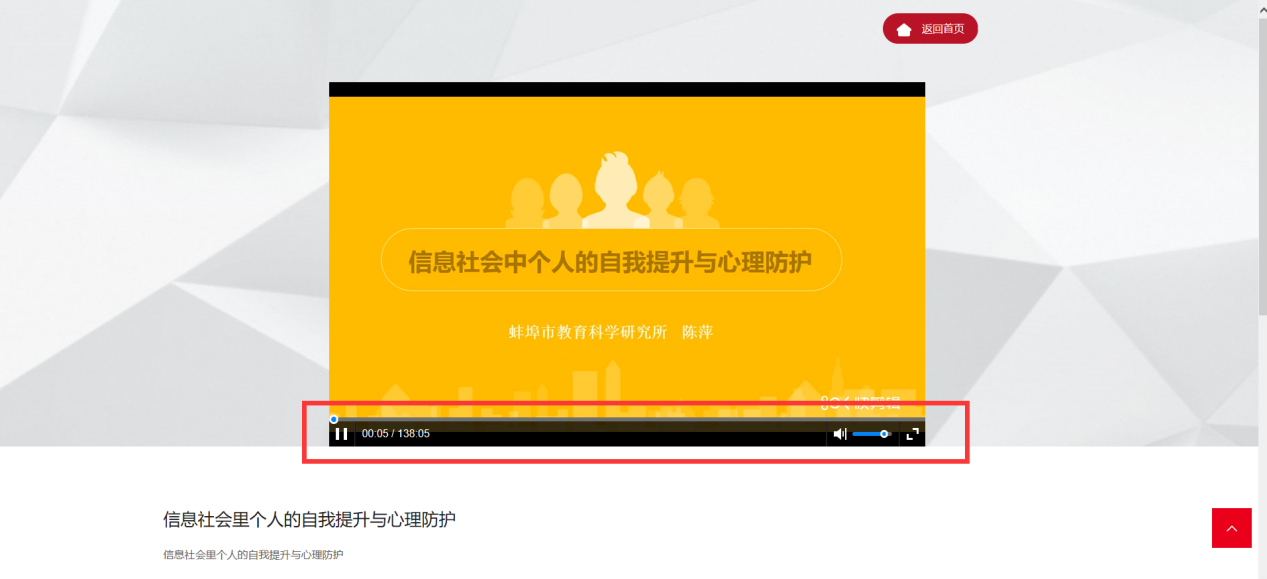 返回首页
信息社会中个人的自我提升与心理防护
蚌埠市教育科学研究所 陈萍
快剪辑
00:05 / 138:05
信息社会里个人的自我提升与心理防护
信息社会里个人的自我提升与心理防护